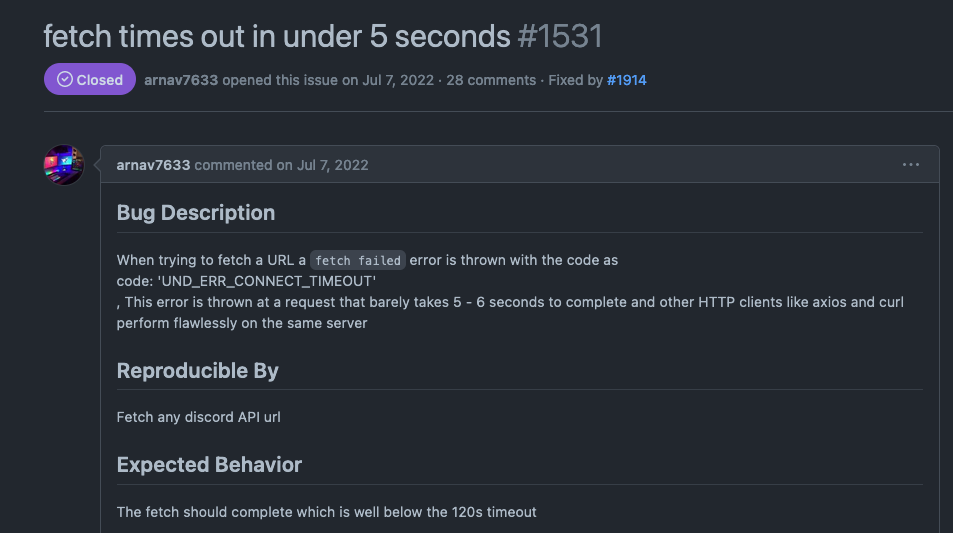 fetch times out in under 5 seconds #1531
Closed arnav7633 opened this issue on Jul 7, 2022 · 28 comments · Fixed by #1914
arnav7633 commented on Jul 7, 2022 ···
Bug Description
When trying to fetch a URL a fetch failed error is thrown with the code as
code: 'UND_ERR_CONNECT_TIMEOUT'
, This error is thrown at a request that barely takes 5 - 6 seconds to complete and other HTTP clients like axios and curl
perform flawlessly on the same server
Reproducible By
Fetch any discord API url
Expected Behavior
The fetch should complete which is well below the 120s timeout